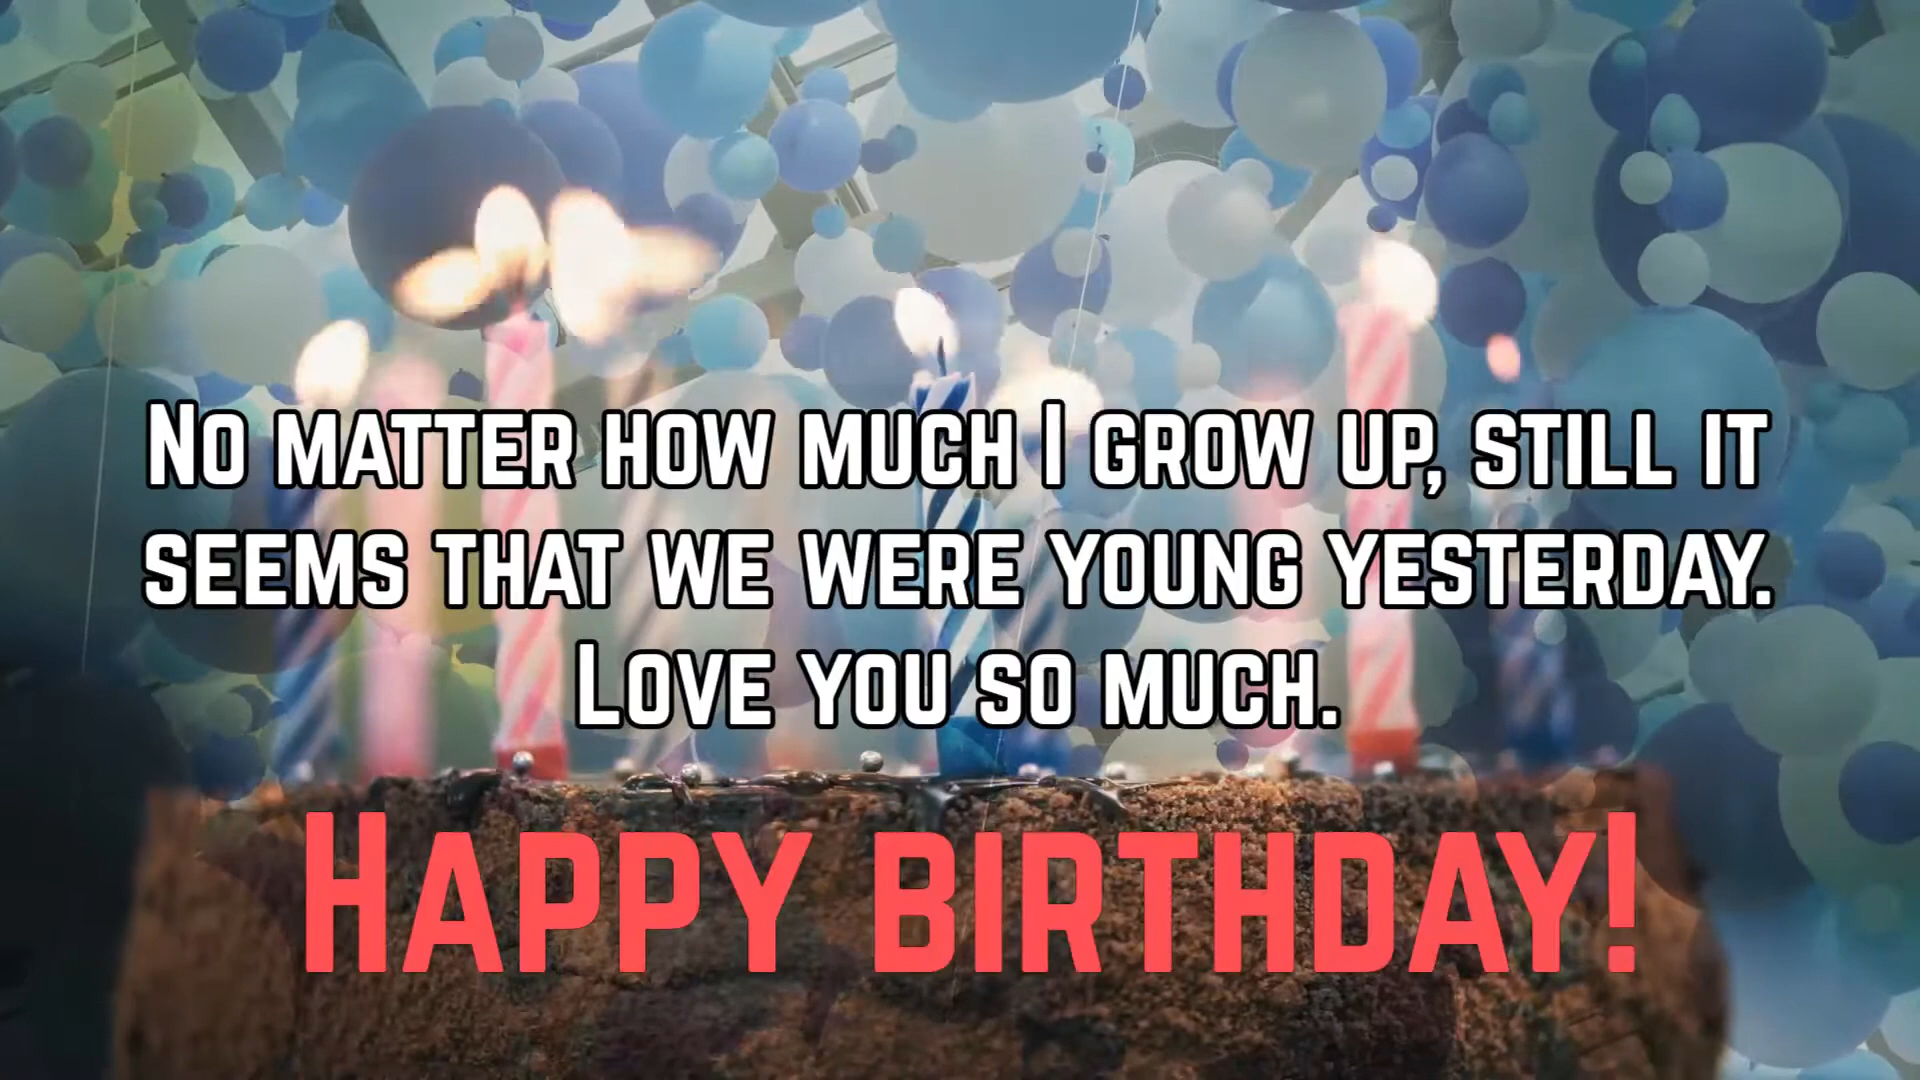 No matter how much I grow up, still it
seems that we were young yesterday.
Love you so much.
Happy birthday!